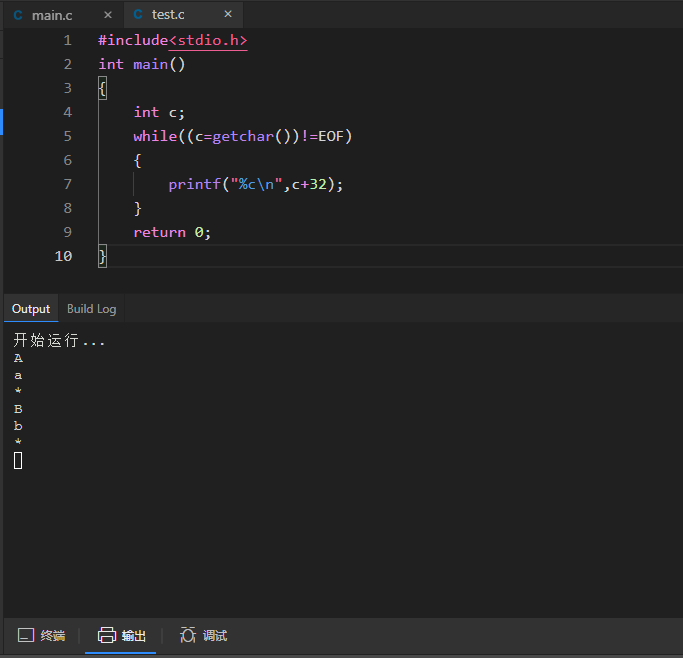 C main.c × C test.c ×
1 #include<stdio.h>
2 int main()
3 {
4 int c;
5 while((c=getchar())!=EOF)
6 {
7 printf("%c\n",c+32);
8 }
9 return 0;
10 }
Output Build Log
开始运行...
A
a
*
B
b
*
终端 输出 调试